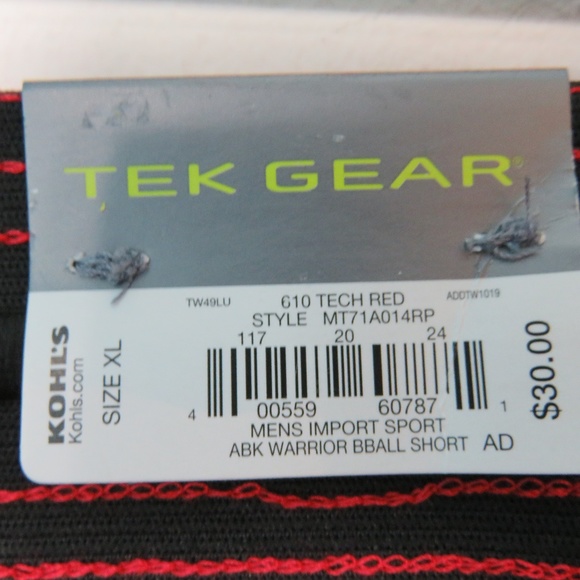 TEK GEAR®
TW49LU 610 TECH RED ADDTW1019
STYLE MT71A014RP
117 20 24
4 00559 60787 1
MENS IMPORT SPORT
ABK WARRIOR BBALL SHORT AD
KOHL'S
Kohls.com
SIZE XL
$30.00